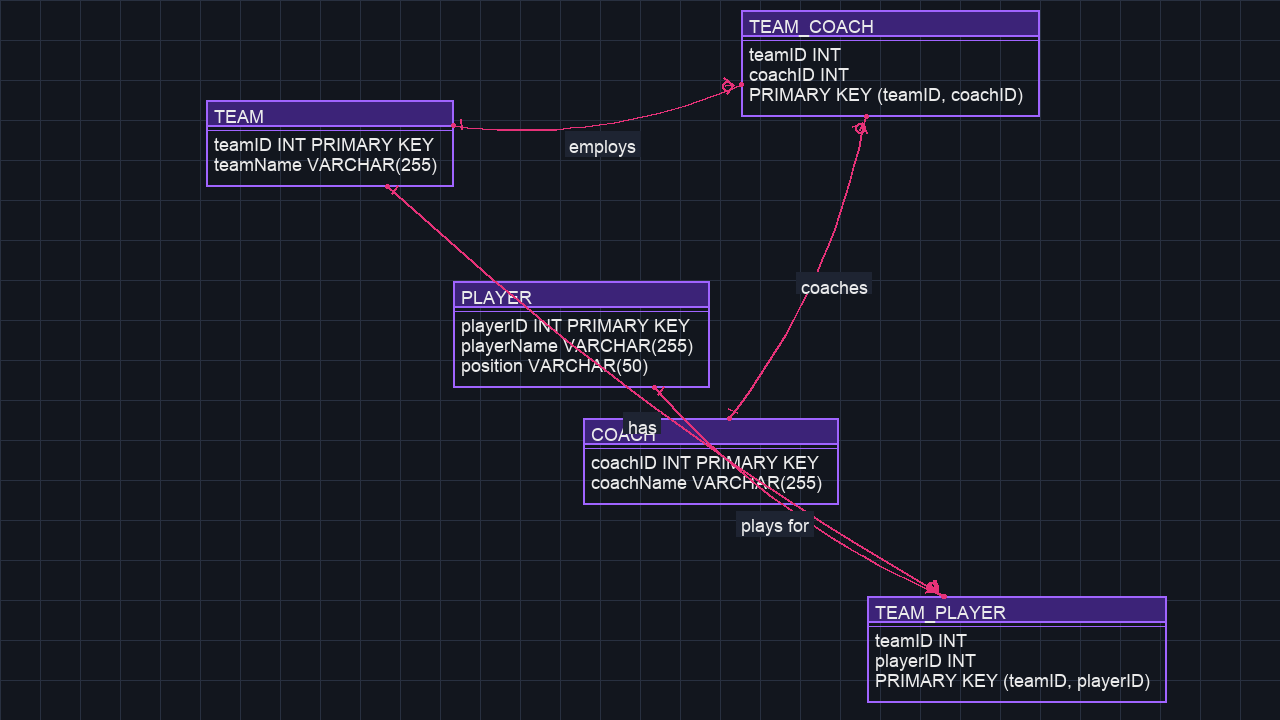 TEAM_COACH
teamID INT
coachID INT
PRIMARY KEY (teamID, coachID)
TEAM
teamID INT PRIMARY KEY
teamName VARCHAR(255)
employs
coaches
PLAYER
playerID INT PRIMARY KEY
playerName VARCHAR(255)
position VARCHAR(50)
has
COACH
coachID INT PRIMARY KEY
coachName VARCHAR(255)
plays for
TEAM_PLAYER
teamID INT
playerID INT
PRIMARY KEY (teamID, playerID)